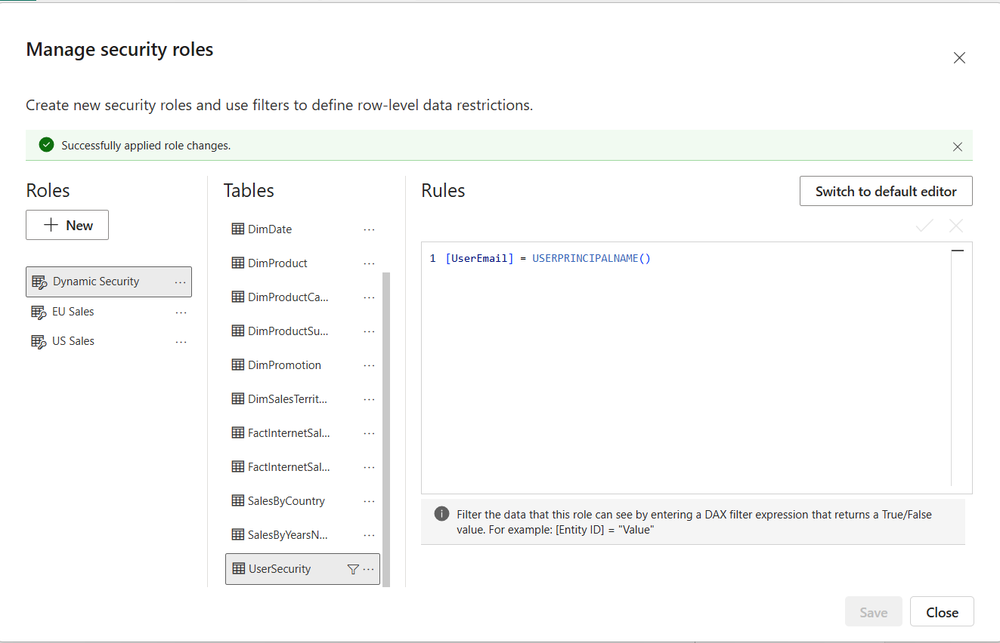 Manage security roles
Create new security roles and use filters to define row-level data restrictions.
Successfully applied role changes.
Roles
New
Dynamic Security
EU Sales
US Sales
Tables
DimDate
DimProduct
DimProductCa...
DimProductSu...
DimPromotion
DimSalesTerrit...
FactInternetSal...
FactInternetSal...
SalesByCountry
SalesByYearsN...
UserSecurity
Rules
Switch to default editor
1 [UserEmail] = USERPRINCIPALNAME()
Filter the data that this role can see by entering a DAX filter expression that returns a True/False
value. For example: [Entity ID] = "Value"
Save
Close